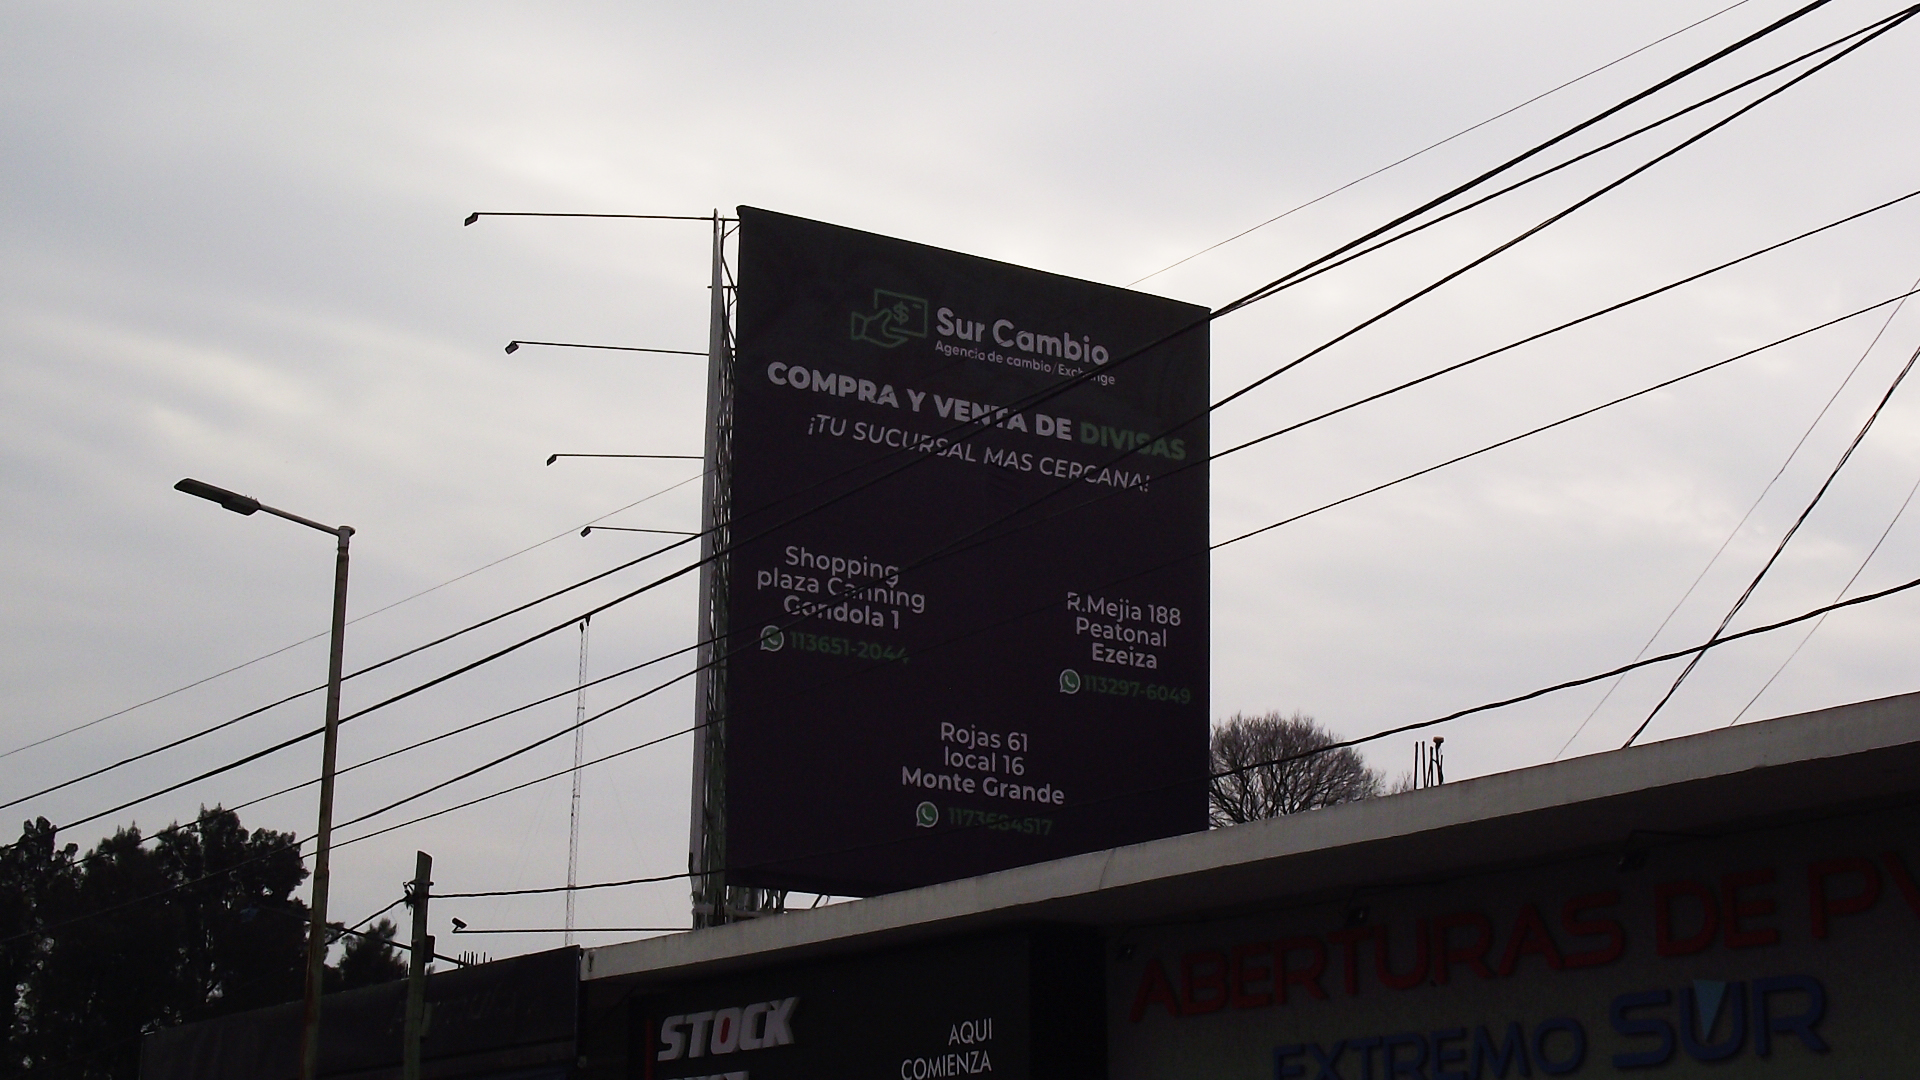 Sur Cambio
Agencia de cambio/Exchange
COMPRA Y VENTA DE DIVISAS
¡TU SUCURSAL MAS CERCANA!
Shopping
plaza Canning
Gondola 1
113651-2044
R.Mejia 188
Peatonal
Ezeiza
113297-6049
Rojas 61
local 16
Monte Grande
STOCK
AQUI
COMIENZA
ABERTURAS DE PV
EXTREMO SUR